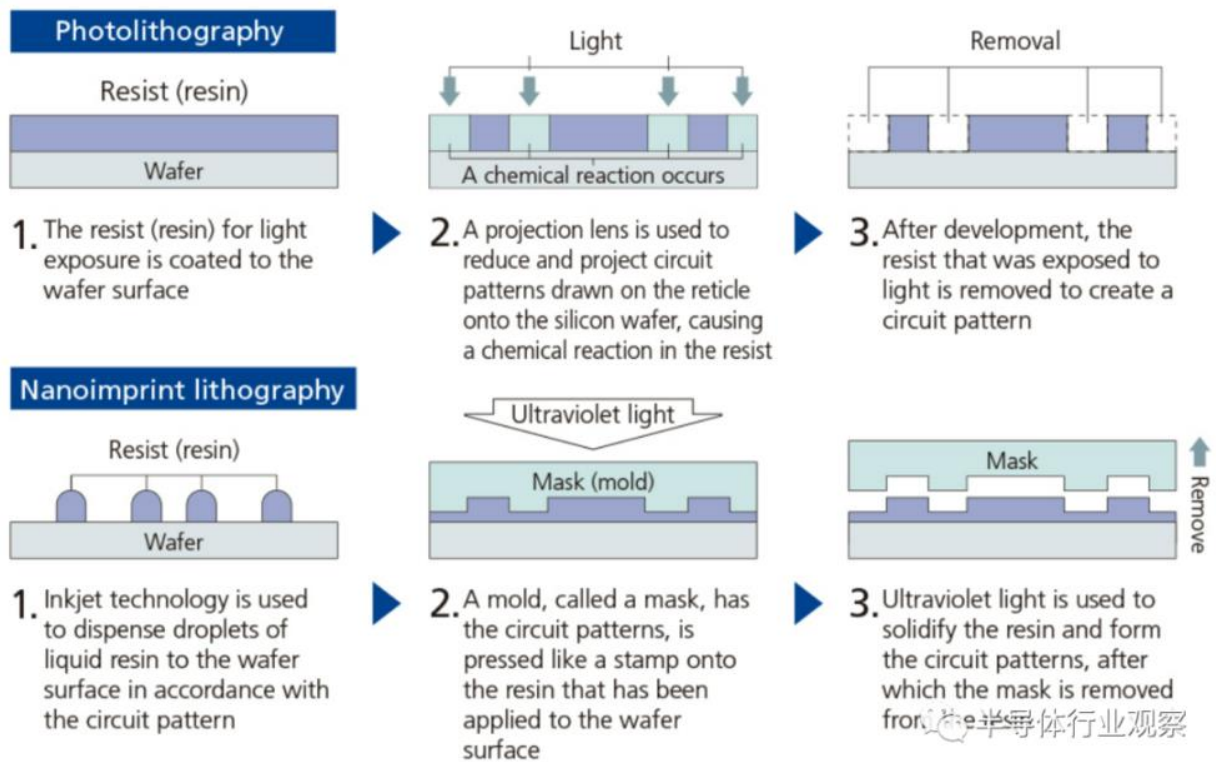 Photolithography
Resist (resin)
Wafer
1. The resist (resin) for light
exposure is coated to the
wafer surface
Light
A chemical reaction occurs
2. A projection lens is used to
reduce and project circuit
patterns drawn on the reticle
onto the silicon wafer, causing
a chemical reaction in the resist
Removal
3. After development, the
resist that was exposed to
light is removed to create a
circuit pattern
Nanoimprint lithography
Resist (resin)
Wafer
1. Inkjet technology is used
to dispense droplets of
liquid resin to the wafer
surface in accordance with
the circuit pattern
Ultraviolet light
Mask (mold)
2. A mold, called a mask, has
the circuit patterns, is
pressed like a stamp onto
the resin that has been
applied to the wafer
surface
Mask
Remove
3. Ultraviolet light is used to
solidify the resin and form
the circuit patterns, after
which the mask is removed
from the resin
半导体行业观察